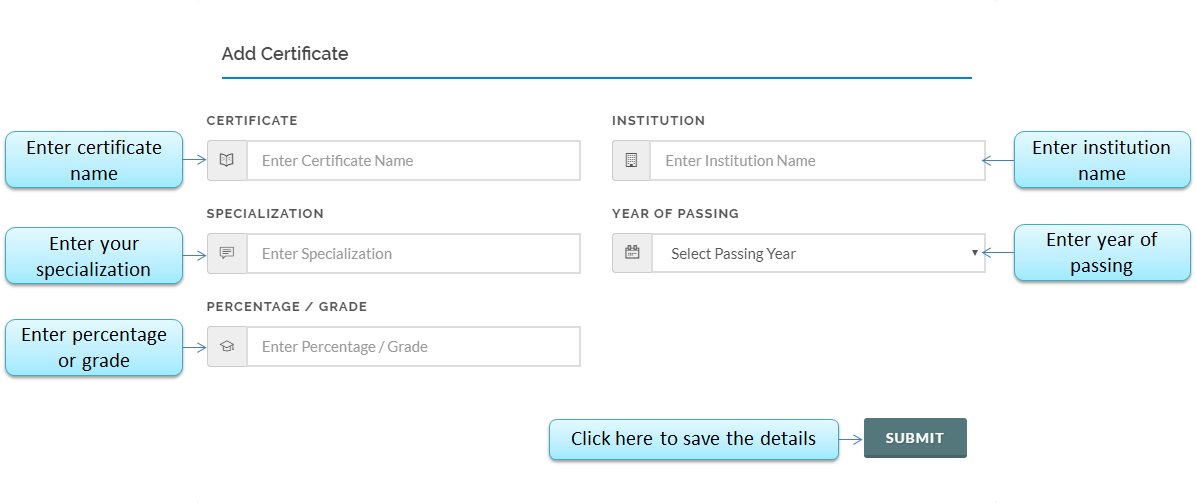 Add Certificate
CERTIFICATE
INSTITUTION
Enter certificate
name
Enter Certificate Name
Enter Institution Name
Enter institution
name
SPECIALIZATION
YEAR OF PASSING
Enter your
specialization
Enter Specialization
Select Passing Year
Enter year of
passing
PERCENTAGE / GRADE
Enter percentage
or grade
Enter Percentage / Grade
Click here to save the details
SUBMIT